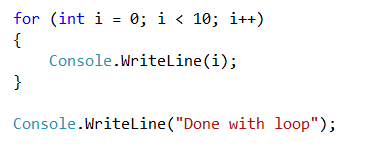 for (int i = 0; i < 10; i++)
{
    Console.WriteLine(i);
}
Console.WriteLine("Done with loop");